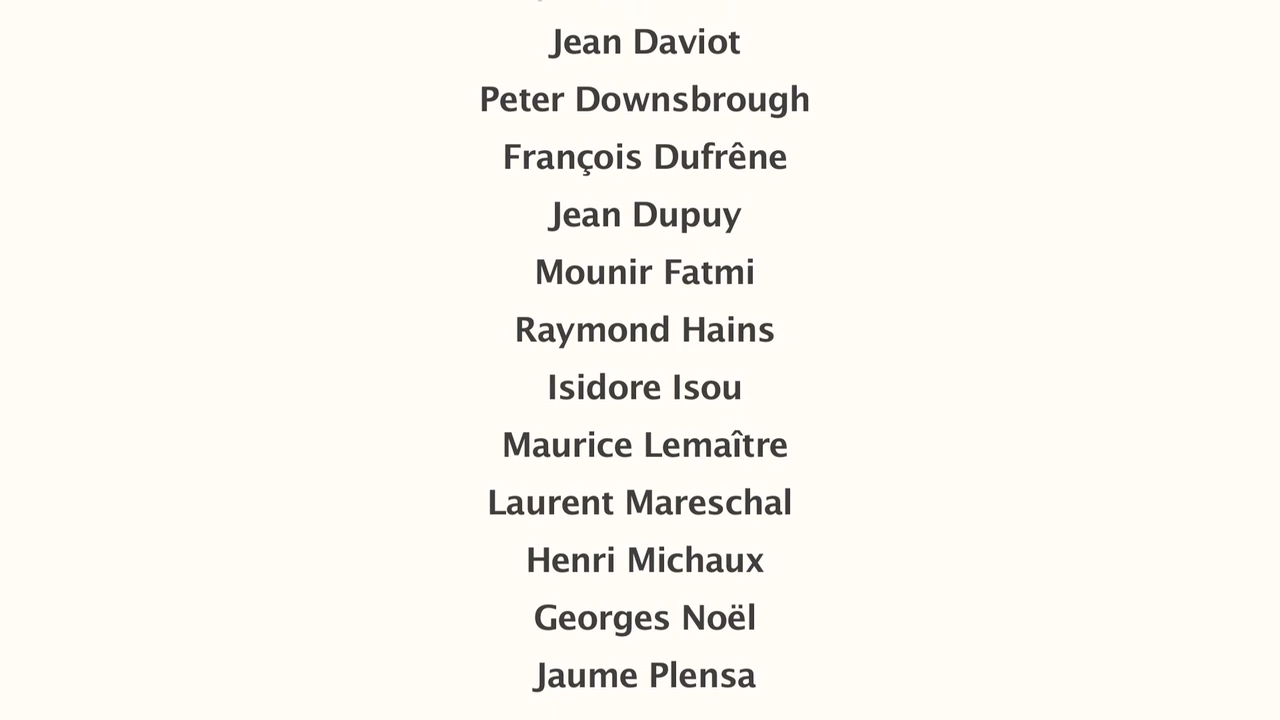 Jean Daviot
Peter Downsbrough
François Dufrêne
Jean Dupuy
Mounir Fatmi
Raymond Hains
Isidore Isou
Maurice Lemaître
Laurent Mareschal
Henri Michaux
Georges Noël
Jaume Plensa